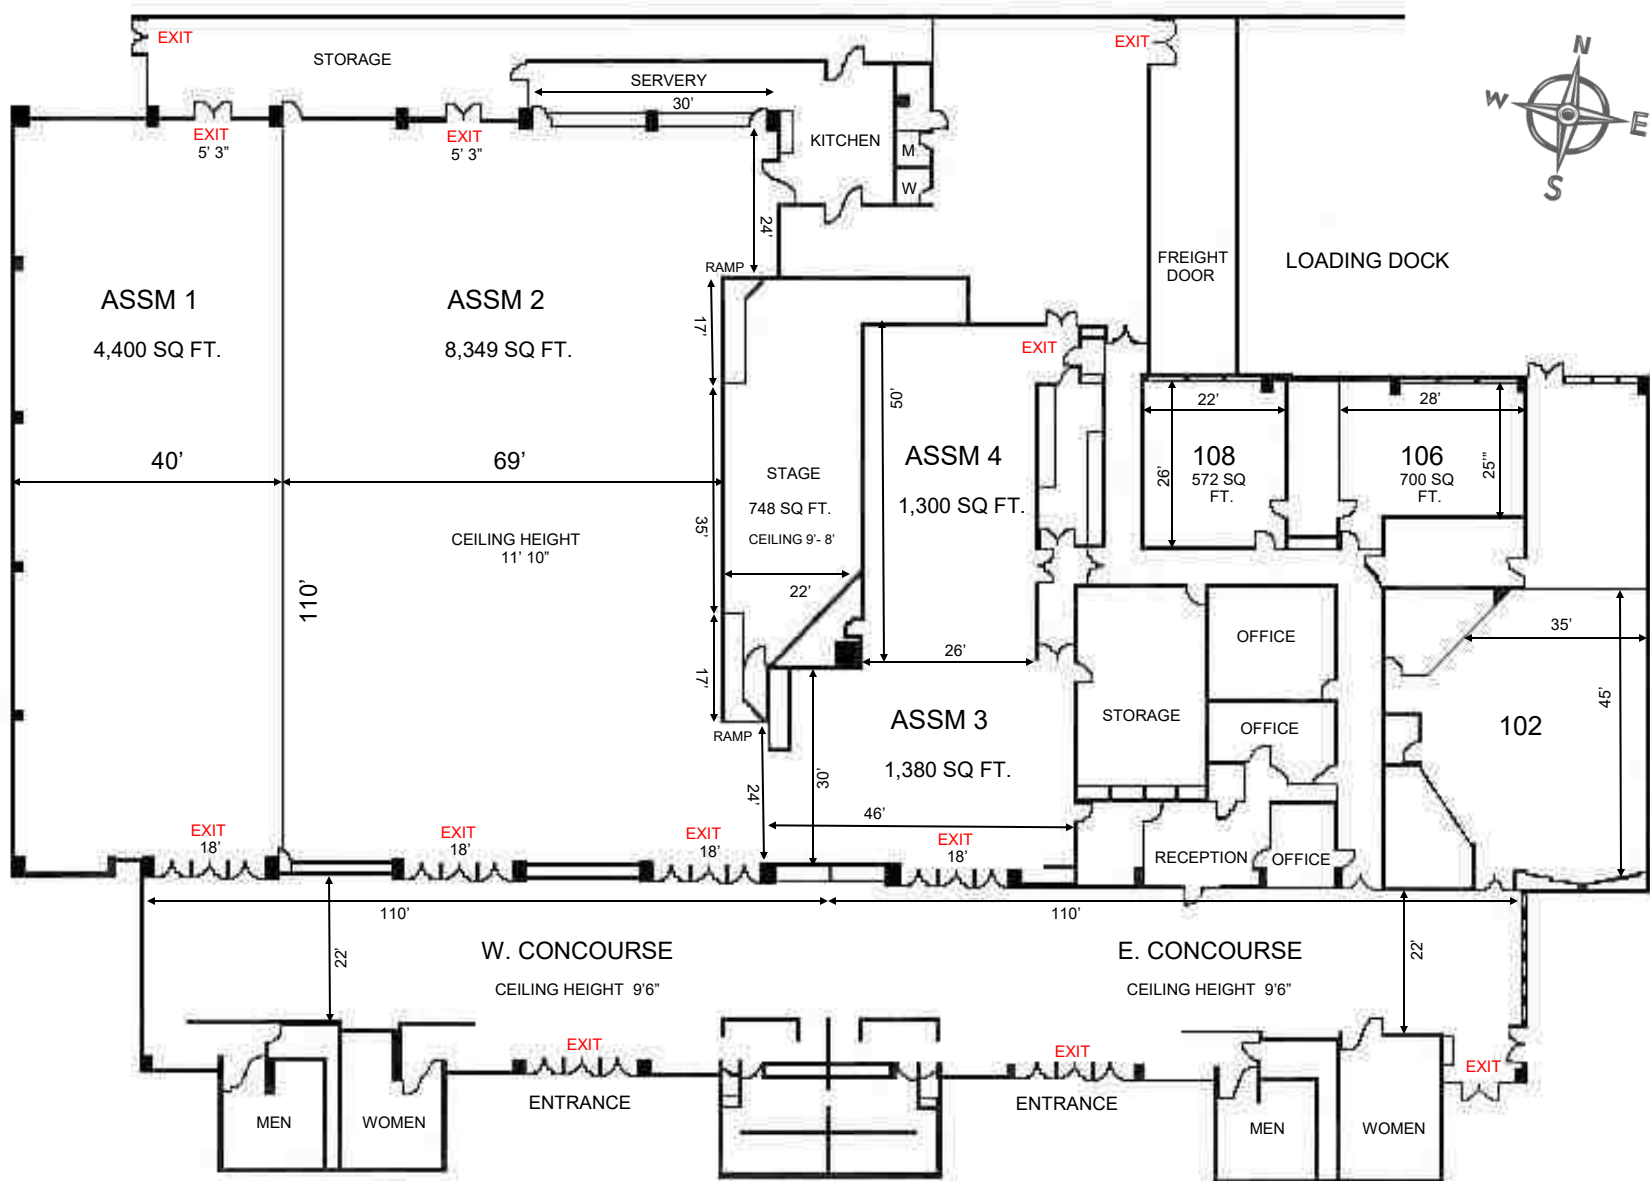 EXIT
STORAGE
SERVERY
30'
EXIT
N
W
E
S
EXIT
5' 3"
EXIT
5' 3"
KITCHEN
M
W
24'
RAMP
FREIGHT
DOOR
LOADING DOCK
ASSM 1
4,400 SQ FT.
ASSM 2
8,349 SQ FT.
17'
EXIT
50'
22'
28'
40'
69'
STAGE
748 SQ FT.
CEILING 9'- 8'
ASSM 4
1,300 SQ FT.
26'
108
572 SQ
FT.
106
700 SQ
FT.
25'"
35'
CEILING HEIGHT
11' 10"
110'
22'
17'
RAMP
26'
OFFICE
35'
45'
ASSM 3
1,380 SQ FT.
STORAGE
OFFICE
102
24'
30'
46'
EXIT
18'
EXIT
18'
EXIT
18'
EXIT
18'
RECEPTION
OFFICE
110'
110'
22'
W. CONCOURSE
CEILING HEIGHT 9'6"
E. CONCOURSE
CEILING HEIGHT 9'6"
22'
EXIT
EXIT
EXIT
MEN
WOMEN
ENTRANCE
ENTRANCE
MEN
WOMEN